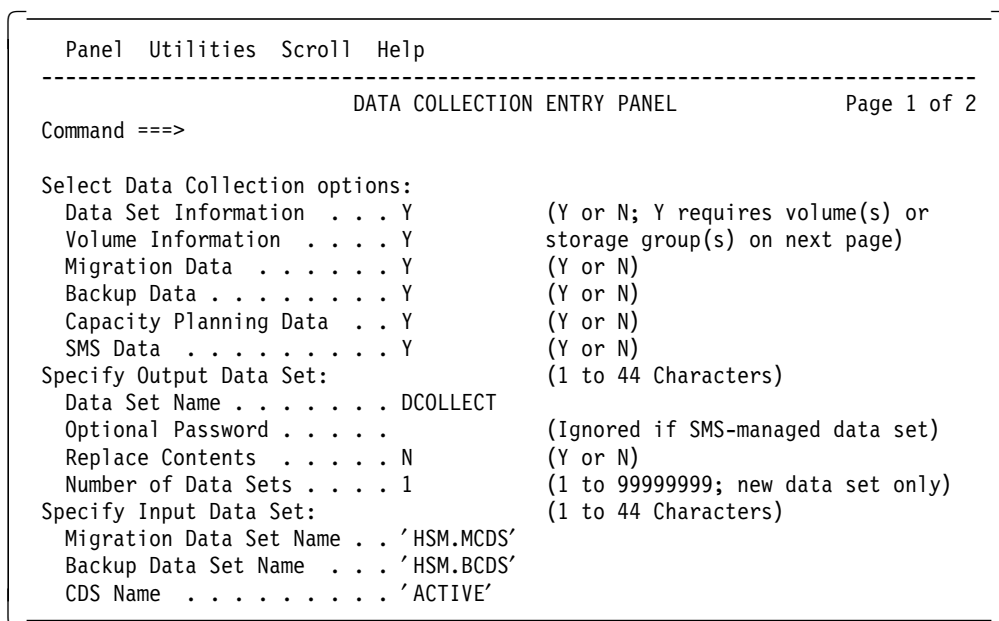 Panel  Utilities  Scroll  Help
------------------------------------------------------------------------------
DATA COLLECTION ENTRY PANEL              Page 1 of 2
Command ===>
Select Data Collection options:
Data Set Information  . . . Y           (Y or N; Y requires volume(s) or
Volume Information  . . . . Y           storage group(s) on next page)
Migration Data  . . . . . . Y           (Y or N)
Backup Data . . . . . . . . Y           (Y or N)
Capacity Planning Data  . . Y           (Y or N)
SMS Data  . . . . . . . . . Y           (Y or N)
Specify Output Data Set:                  (1 to 44 Characters)
Data Set Name . . . . . . . DCOLLECT
Optional Password . . . . .             (Ignored if SMS-managed data set)
Replace Contents  . . . . . N           (Y or N)
Number of Data Sets . . . . 1           (1 to 99999999; new data set only)
Specify Input Data Set:                   (1 to 44 Characters)
Migration Data Set Name . . ′HSM.MCDS′
Backup Data Set Name  . . . ′HSM.BCDS′
CDS Name  . . . . . . . . . ′ACTIVE′